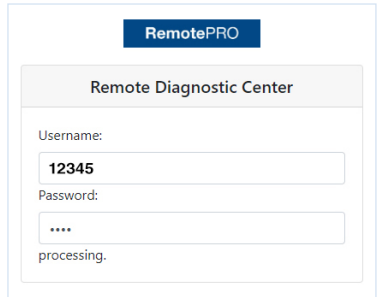 RemotePRO
Remote Diagnostic Center
Username:
12345
Password:
••••
processing.